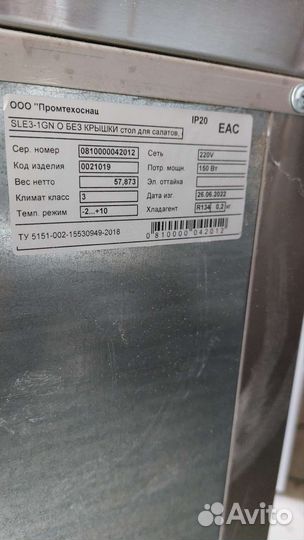 ООО "Промтехоснащ
IP20 EAC
SLE3-1GN О БЕЗ КРЫШКИ стол для салатов,
Сер. номер 0810000042012 Сеть 220V
Код изделия 0021019 Потр. мощн. 150 Вт
Вес нетто 57,873 Эл. оттайка
Климат класс 3 Дата изг. 26.06.2022
Темп. режим -2...+10 Хладагент R134 0,2 кг
ТУ 5151-002-15530949-2018
0810000042012
Avito